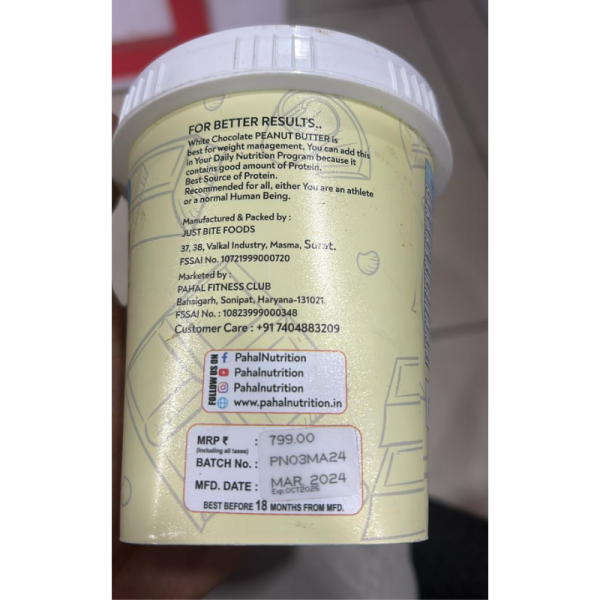 FOR BETTER RESULTS..
White Chocolate PEANUT BUTTER is
best for weight management, You can add this
in Your Daily Nutrition Program because it
contains good amount of Protein.
Best Source of Protein.
Recommended for all, either You are an athlete
or a normal Human Being.
Manufactured & Packed by :
JUST BITE FOODS
37, 38, Valkal Industry, Masma, Surat.
FSSAI No. 10721999000720
Marketed by :
PAHAL FITNESS CLUB
Bahalgarh, Sonipat, Haryana-131021
FSSAI No. : 10823999000348
Customer Care : +91 7404883209
FOLLOW US ON
PahalNutrition
Pahalnutrition
Pahalnutrition
www.pahalnutrition.in
MRP ₹ : 799.00
(Including all taxes)
BATCH No. : PN03MA24
MFD. DATE : MAR. 2024
Exp.OCT2025
BEST BEFORE 18 MONTHS FROM MFD.